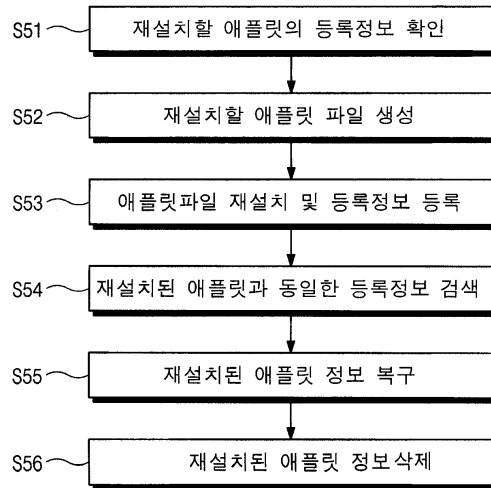 S51 재설치할 애플릿의 등록정보 확인
S52 재설치할 애플릿 파일 생성
S53 애플릿파일 재설치 및 등록정보 등록
S54 재설치된 애플릿과 동일한 등록정보 검색
S55 재설치된 애플릿 정보 복구
S56 재설치된 애플릿 정보삭제